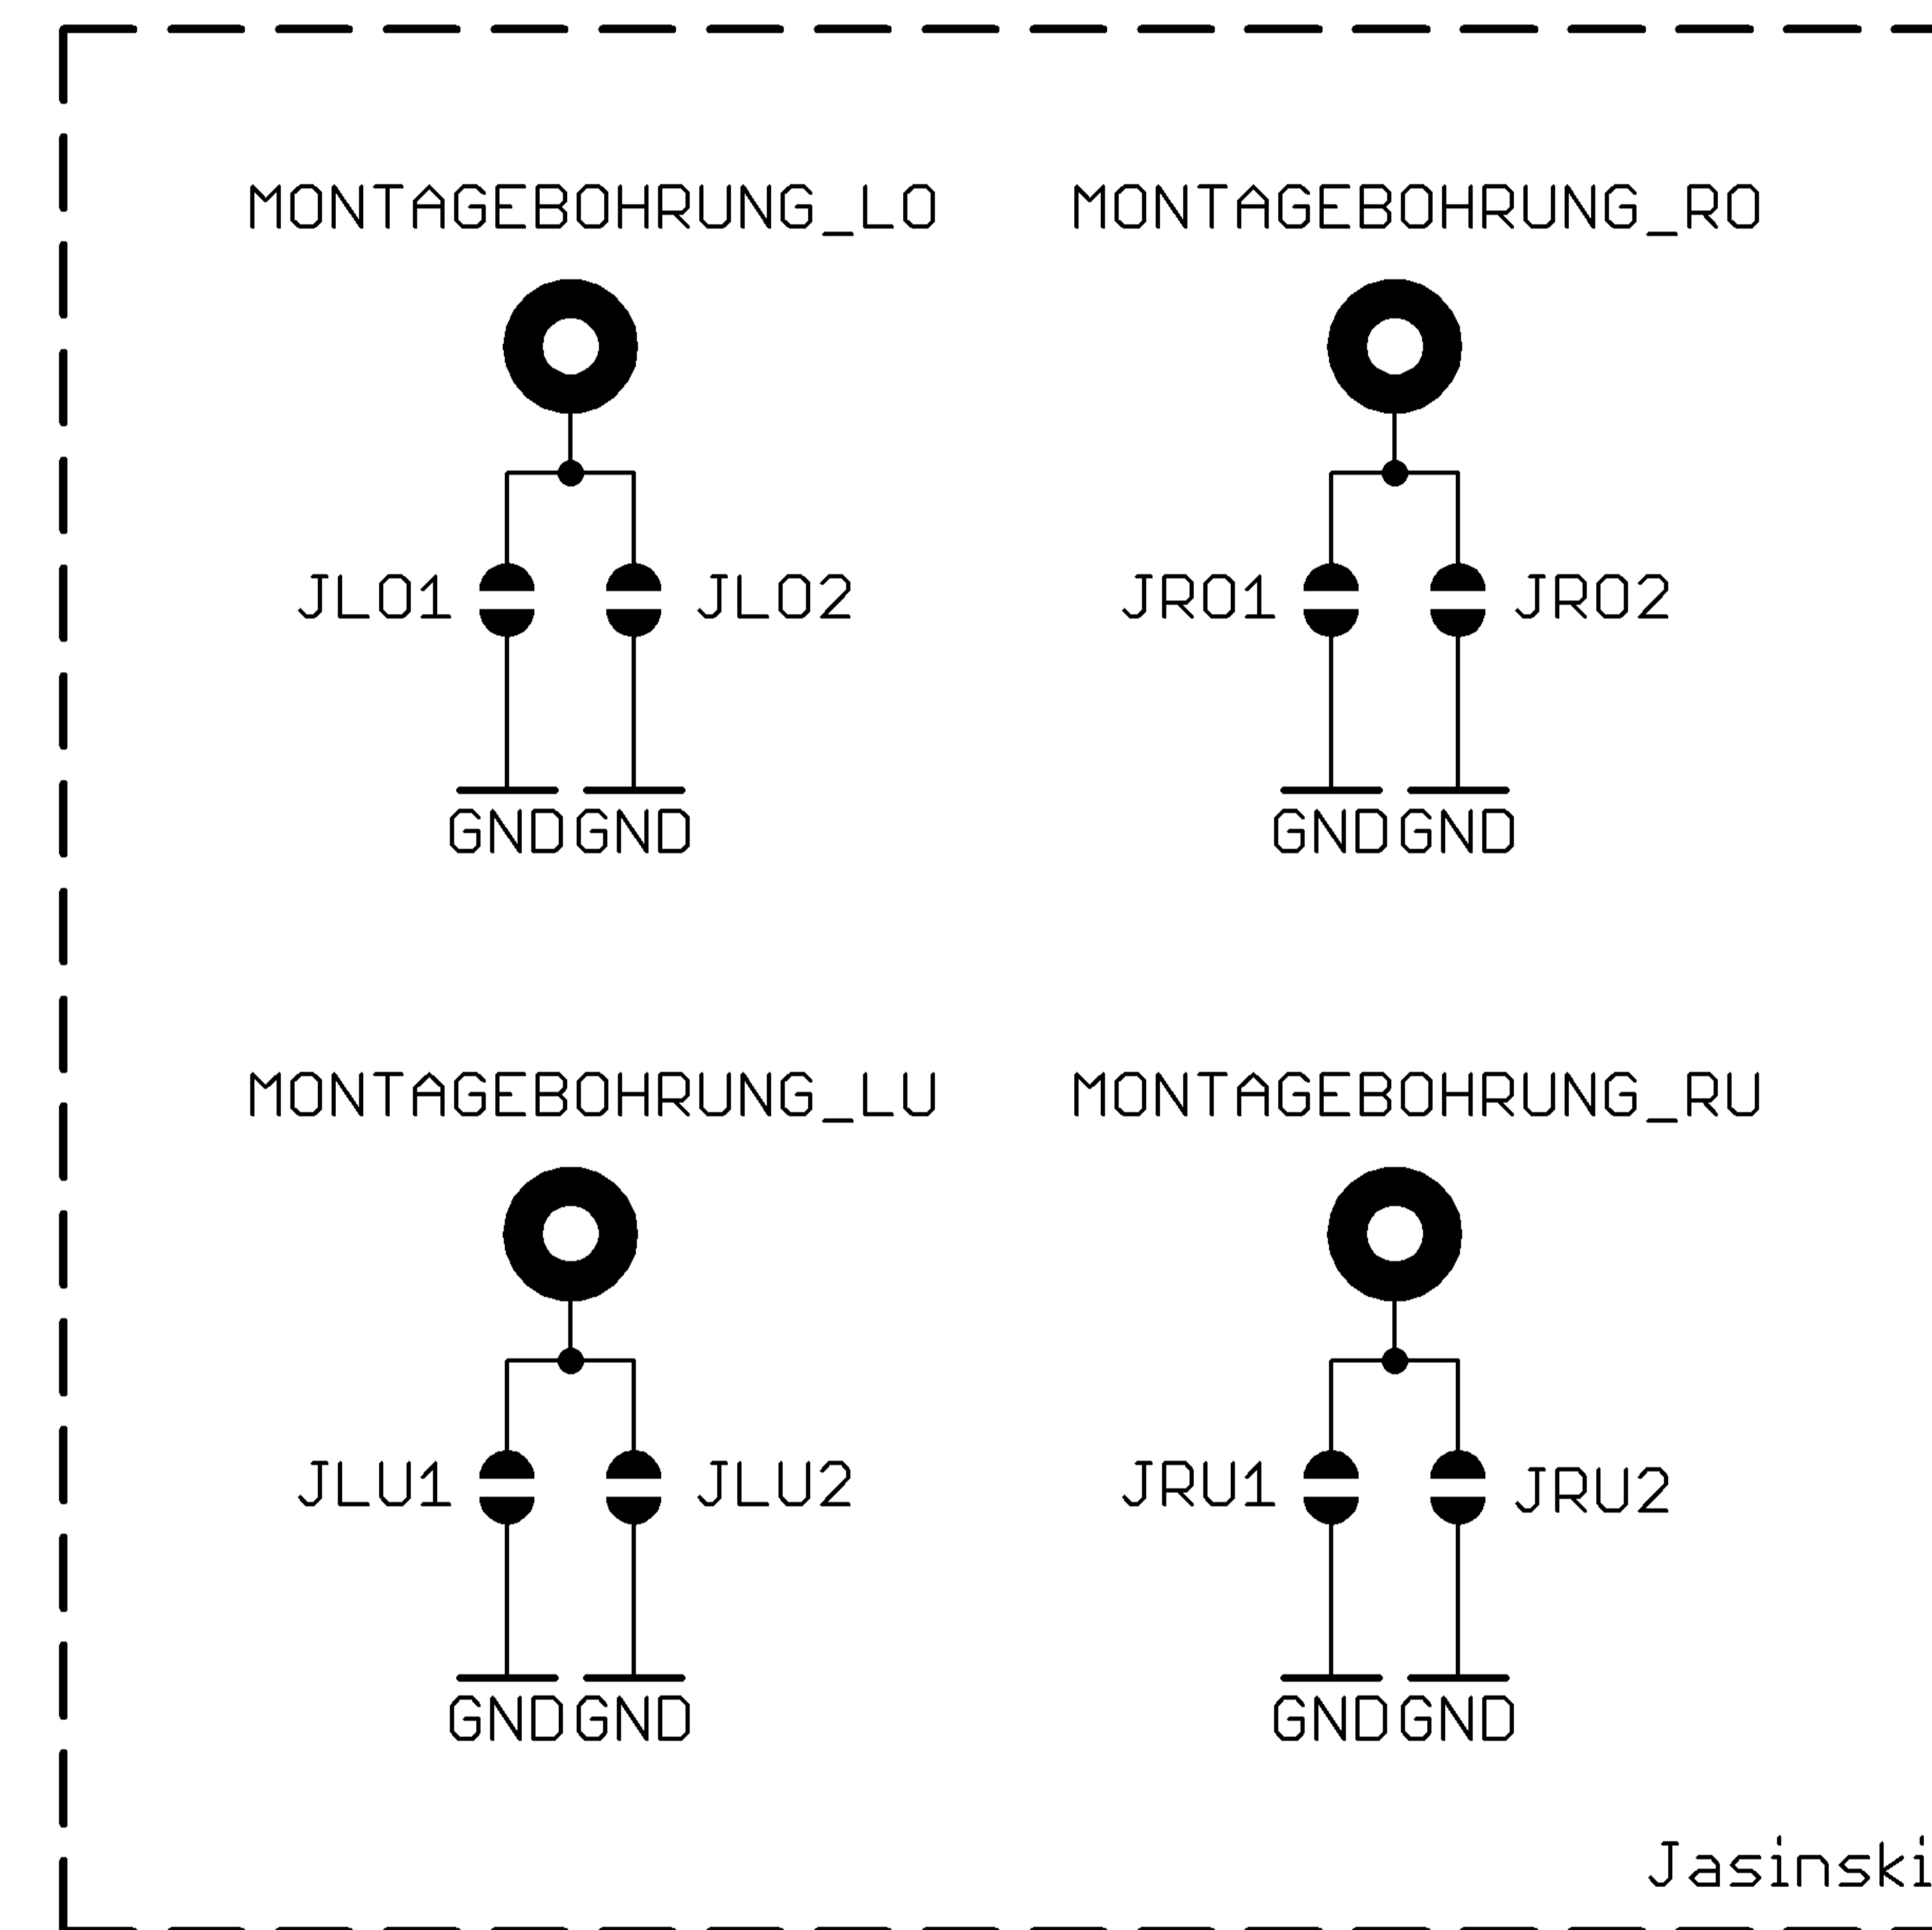 MONTAGEBOHRUNG_LO MONTAGEBOHRUNG_RO
JLO1 JLO2 JRO1 JRO2
GND GND GND GND
MONTAGEBOHRUNG_LU MONTAGEBOHRUNG_RU
JLU1 JLU2 JRU1 JRU2
GND GND GND GND
Jasinski